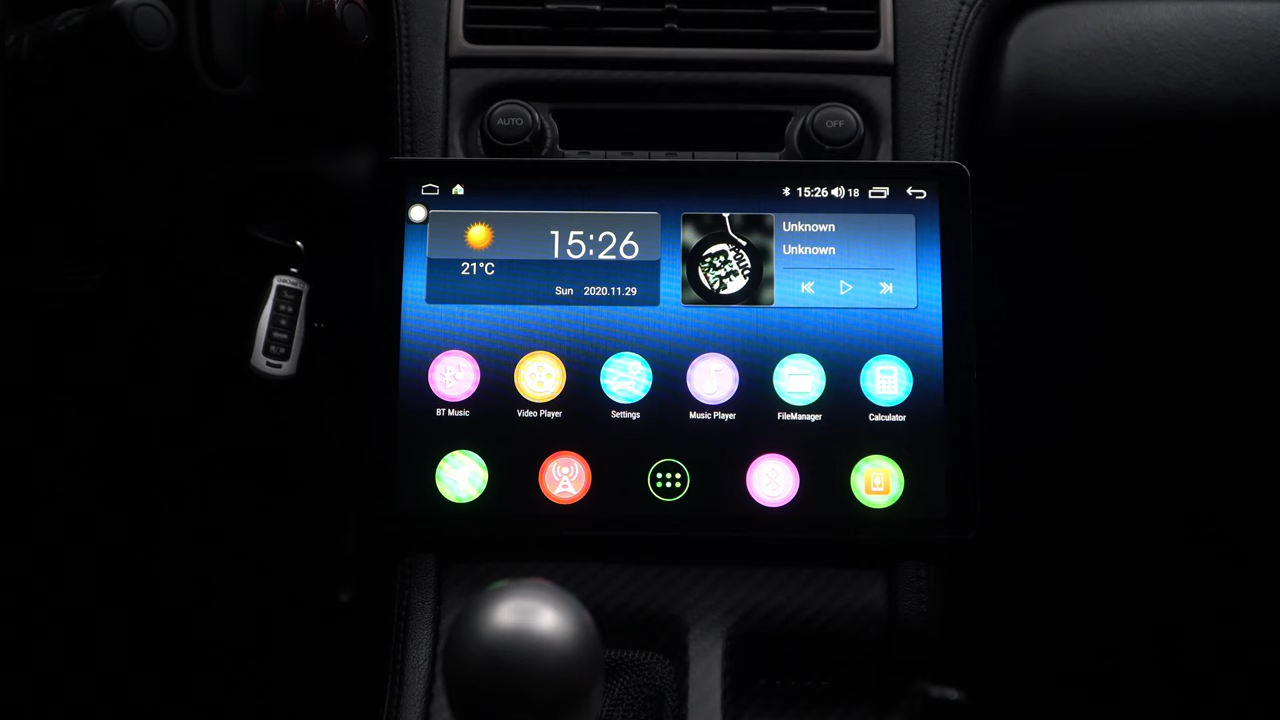 AUTO
OFF
15:26 18
15:26
21°C
Sun 2020.11.29
Unknown
Unknown
BT Music
Video Player
Settings
Music Player
FileManager
Calculator